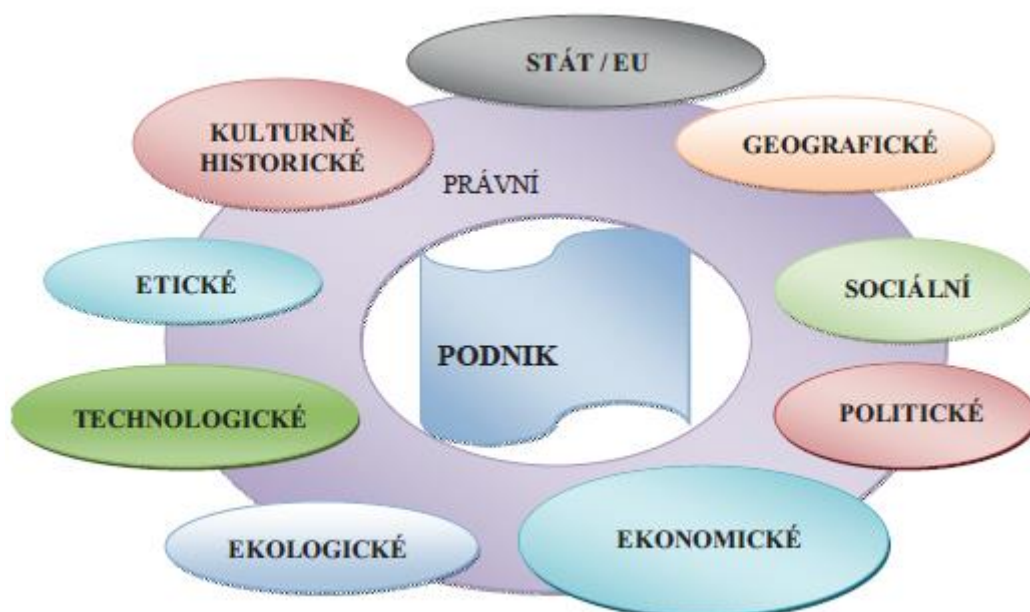 STÁT / EU
KULTURNĚ
HISTORICKÉ
GEOGRAFICKÉ
PRÁVNÍ
ETICKÉ
SOCIÁLNÍ
PODNIK
TECHNOLOGICKÉ
POLITICKÉ
EKOLOGICKÉ
EKONOMICKÉ